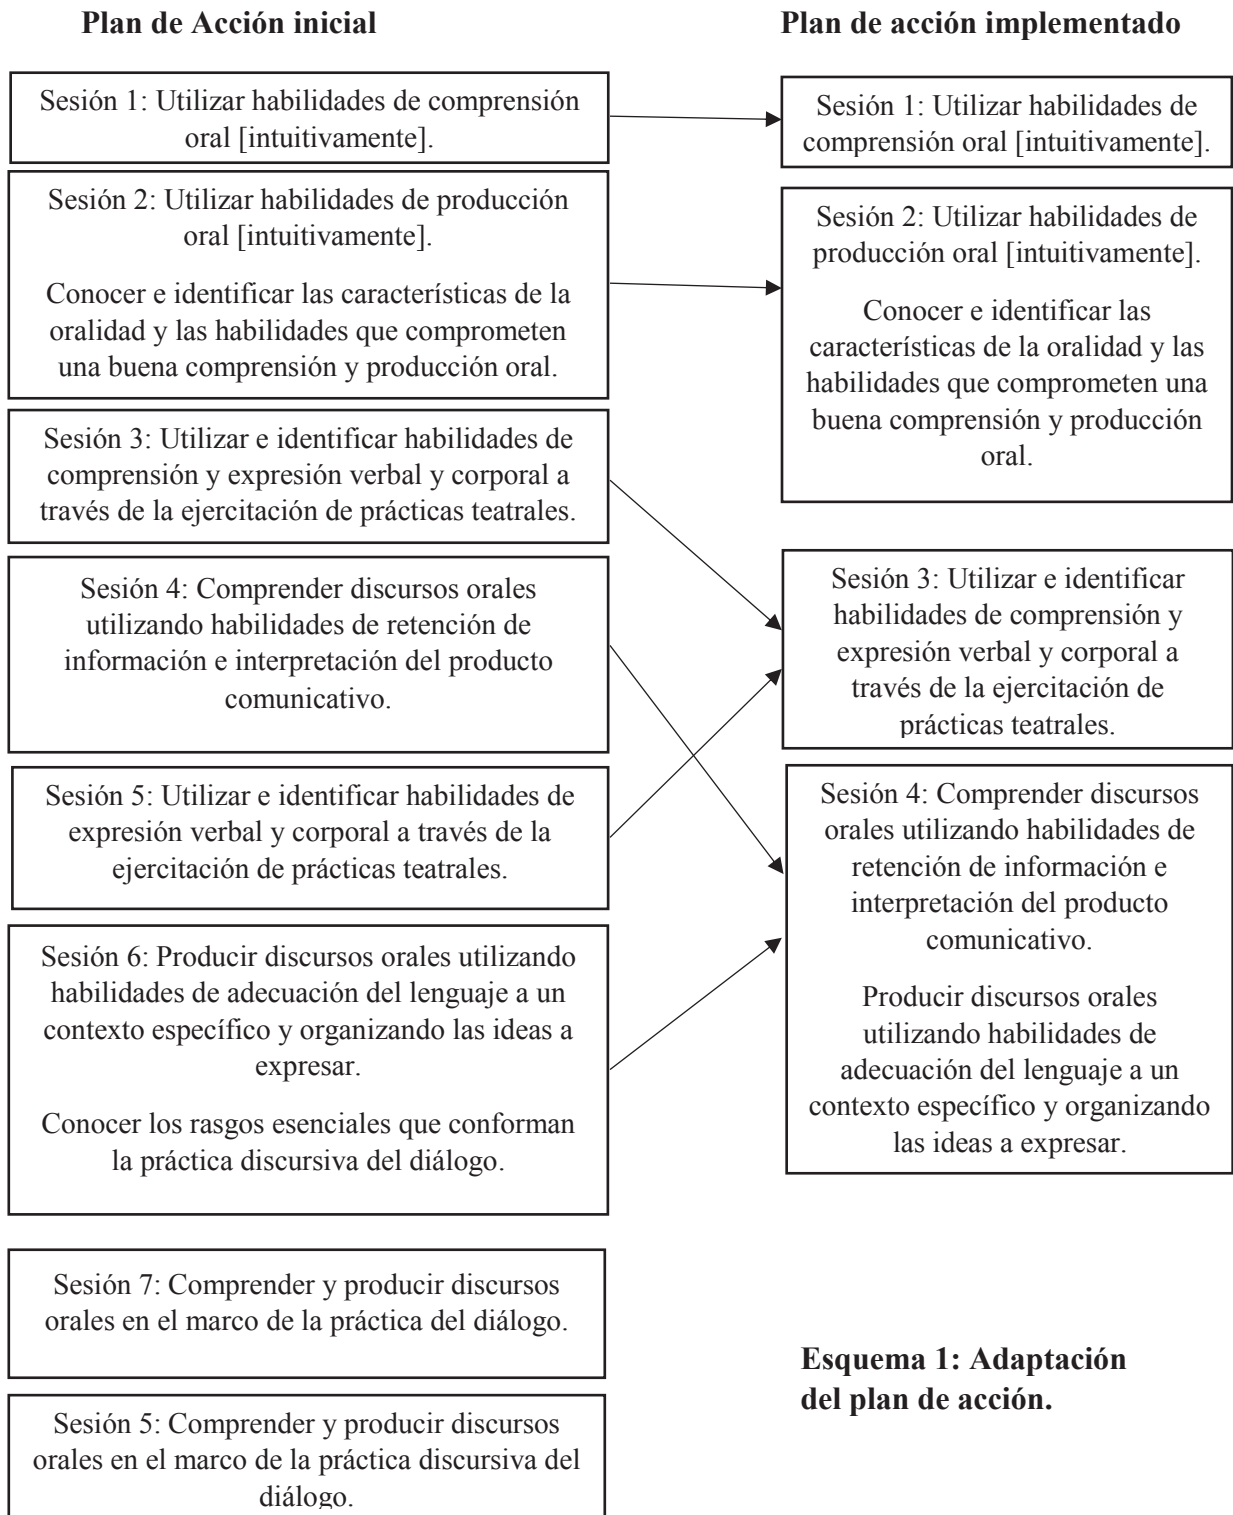 Plan de Acción inicial
Sesión 1: Utilizar habilidades de comprensión
oral [intuitivamente].
Sesión 2: Utilizar habilidades de producción
oral [intuitivamente].
Conocer e identificar las características de la
oralidad y las habilidades que comprometen
una buena comprensión y producción oral.
Sesión 3: Utilizar e identificar habilidades de
comprensión y expresión verbal y corporal a
través de la ejercitación de prácticas teatrales.
Sesión 4: Comprender discursos orales
utilizando habilidades de retención de
información e interpretación del producto
comunicativo.
Sesión 5: Utilizar e identificar habilidades de
expresión verbal y corporal a través de la
ejercitación de prácticas teatrales.
Sesión 6: Producir discursos orales utilizando
habilidades de adecuación del lenguaje a un
contexto específico y organizando las ideas a
expresar.
Conocer los rasgos esenciales que conforman
la práctica discursiva del diálogo.
Sesión 7: Comprender y producir discursos
orales en el marco de la práctica del diálogo.
Sesión 5: Comprender y producir discursos
orales en el marco de la práctica discursiva del
diálogo.
Plan de acción implementado
Sesión 1: Utilizar habilidades de
comprensión oral [intuitivamente].
Sesión 2: Utilizar habilidades de
producción oral [intuitivamente].
Conocer e identificar las
características de la oralidad y las
habilidades que comprometen una
buena comprensión y producción
oral.
Sesión 3: Utilizar e identificar
habilidades de comprensión y
expresión verbal y corporal a
través de la ejercitación de
prácticas teatrales.
Sesión 4: Comprender discursos
orales utilizando habilidades de
retención de información e
interpretación del producto
comunicativo.
Producir discursos orales
utilizando habilidades de
adecuación del lenguaje a un
contexto específico y organizando
las ideas a expresar.
Esquema 1: Adaptación
del plan de acción.